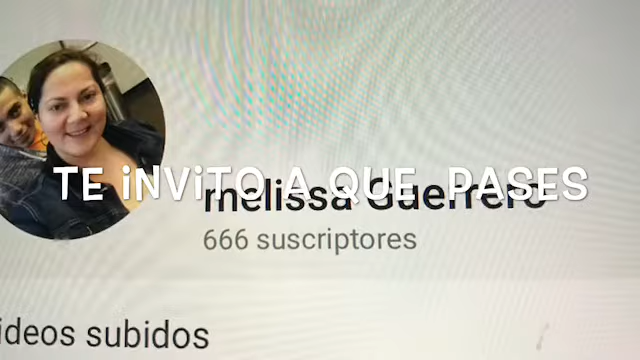 TE iNViTO A QUE PASES
melissa Guerrero
666 suscriptores
ideos subidos